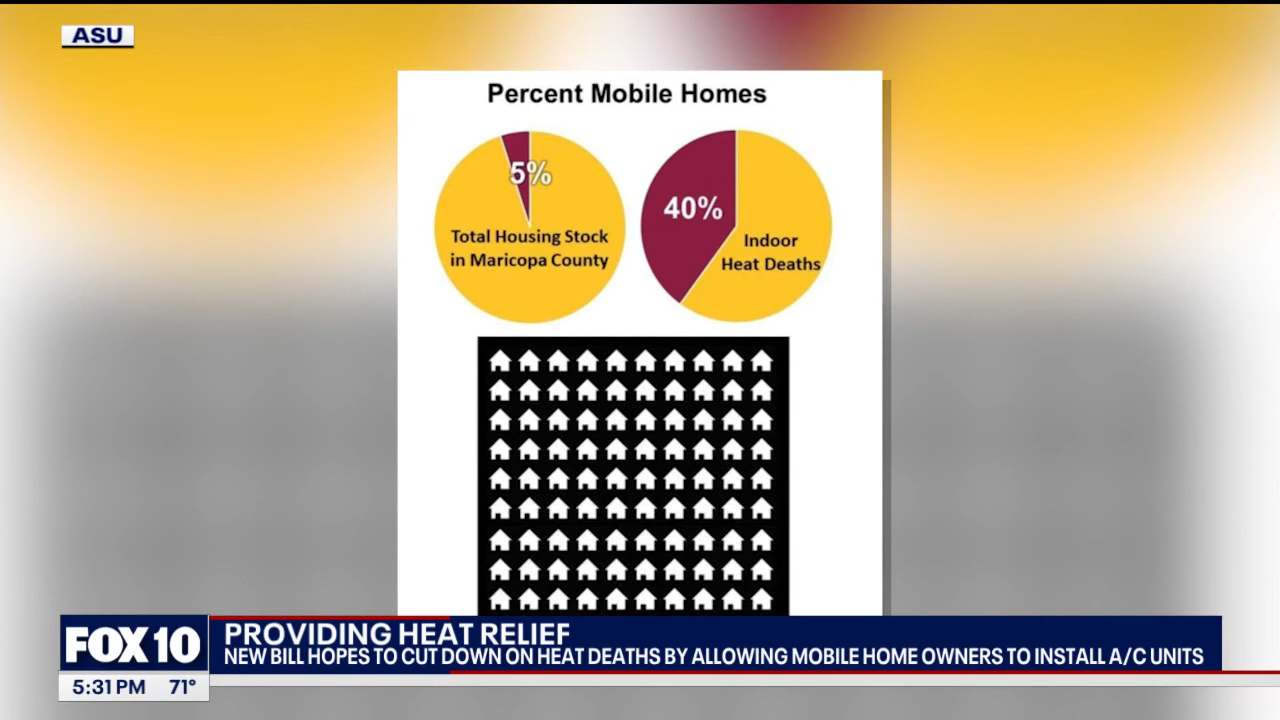 ASU
Percent Mobile Homes
5%
Total Housing Stock
in Maricopa County
40%
Indoor
Heat Deaths
FOX 10
PROVIDING HEAT RELIEF
NEW BILL HOPES TO CUT DOWN ON HEAT DEATHS BY ALLOWING MOBILE HOME OWNERS TO INSTALL A/C UNITS
5:31 PM 71°